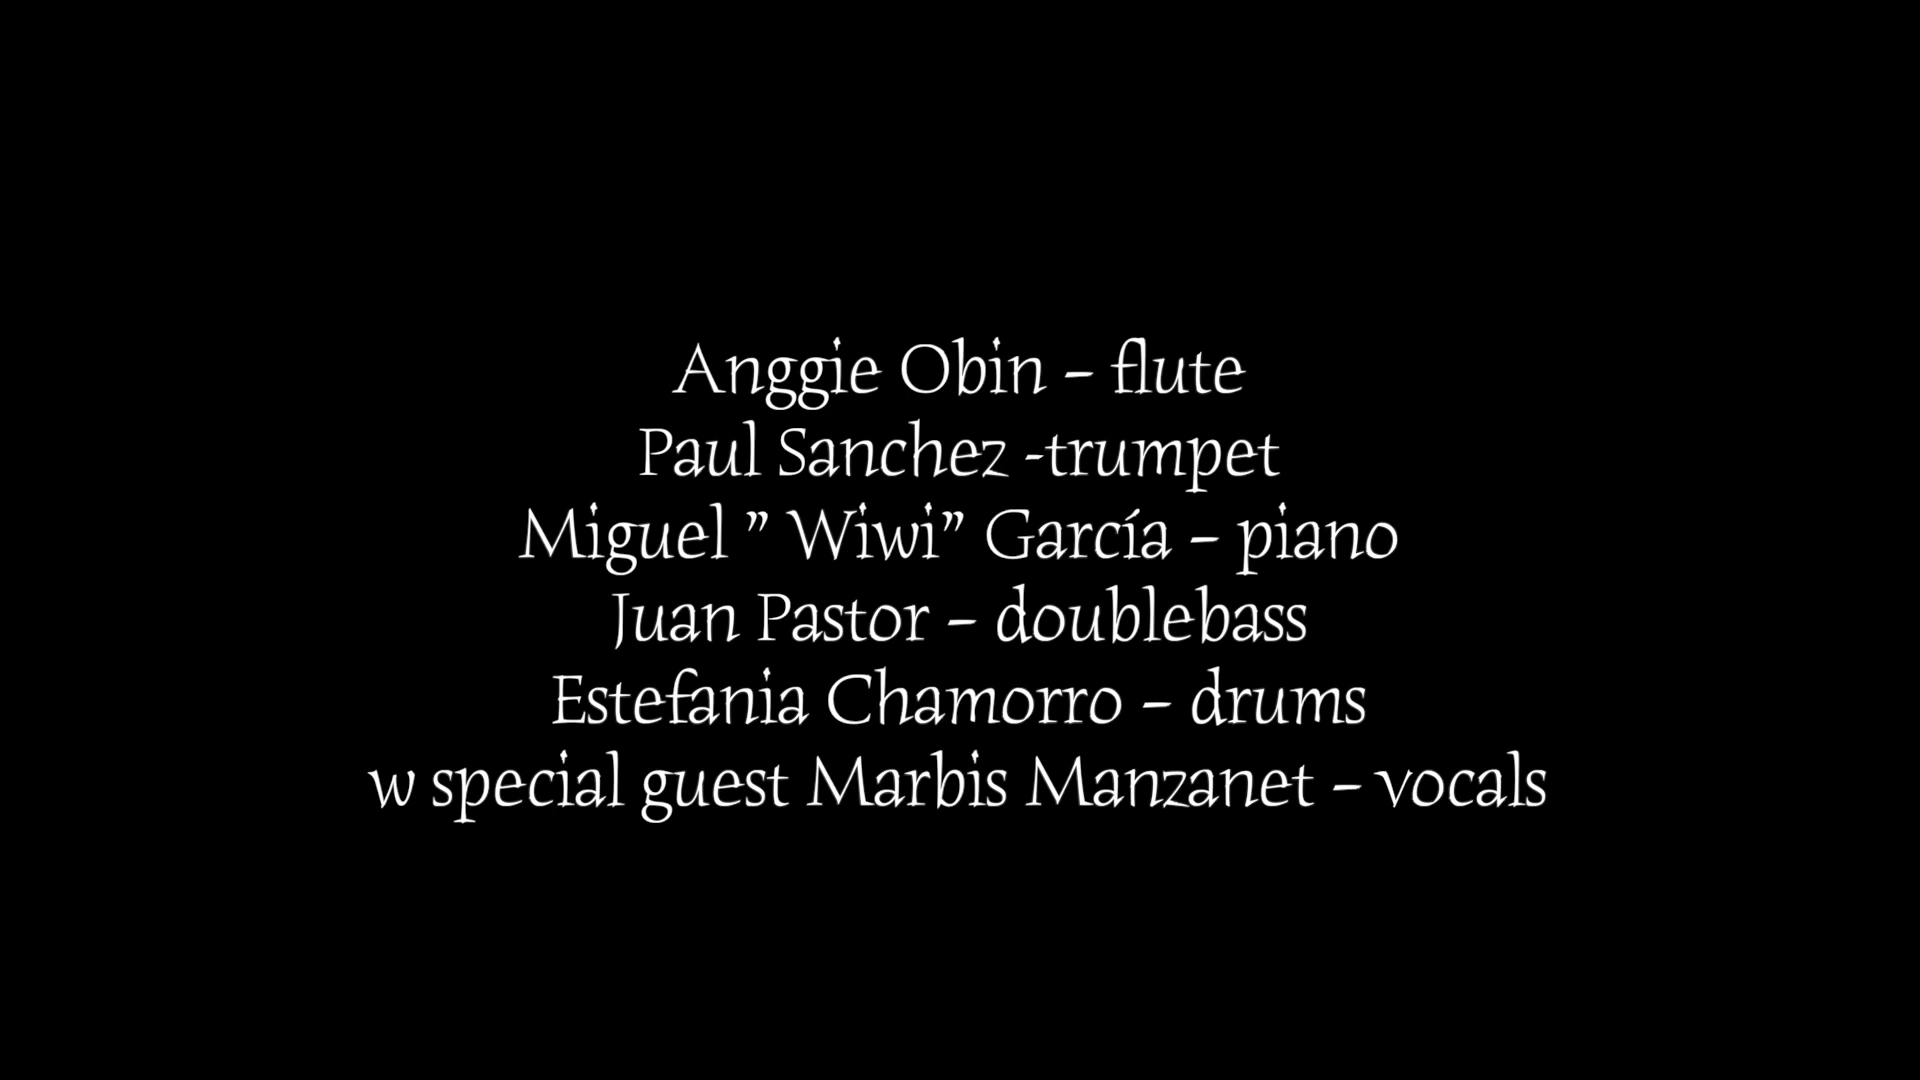 Anggie Obin – flute
Paul Sanchez -trumpet
Miguel ” Wiwi” García – piano
Juan Pastor – doublebass
Estefania Chamorro – drums
w special guest Marbis Manzanet – vocals